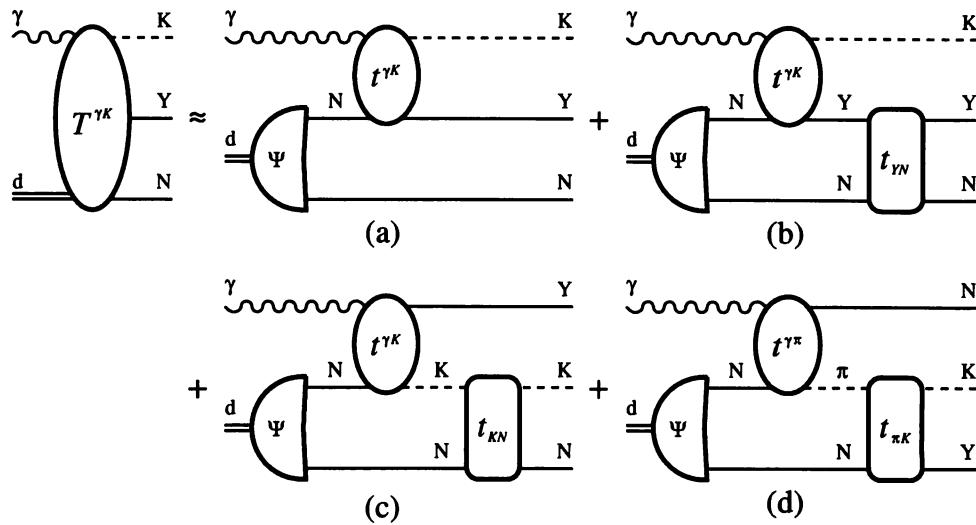 γ K γ K γ K
t^{γK} t^{γK}
N Y N Y Y
T^{γK} Y ≈ +
d Ψ d Ψ t_{YN}
d N N N N
(a) (b)
γ Y γ N
t^{γK} t^{γπ}
N K K N π K
+ +
d Ψ t_{KN} d Ψ t_{πK}
N N N Y
(c) (d)